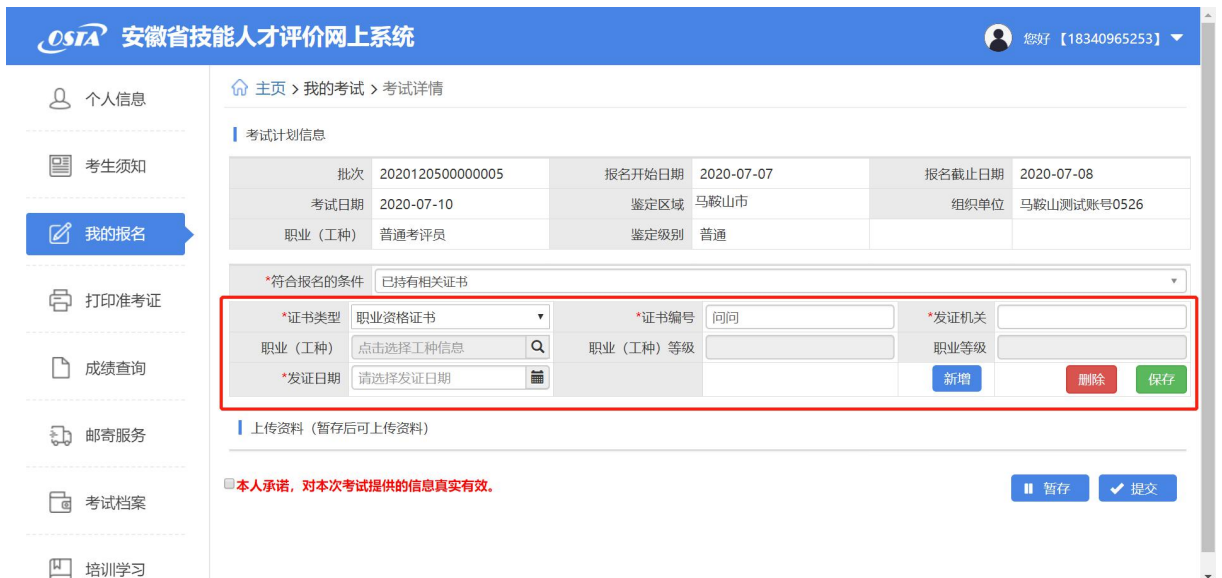 OSTA 安徽省技能人才评价网上系统 您好【18340965253】
个人信息
考生须知
我的报名
打印准考证
成绩查询
邮寄服务
考试档案
培训学习
主页 > 我的考试 > 考试详情
考试计划信息
批次 2020120500000005 报名开始日期 2020-07-07 报名截止日期 2020-07-08
考试日期 2020-07-10 鉴定区域 马鞍山市 组织单位 马鞍山测试账号0526
职业（工种） 普通考评员 鉴定级别 普通
*符合报名的条件 已持有相关证书
*证书类型 职业资格证书 *证书编号 问问 *发证机关
职业（工种） 点击选择工种信息 职业（工种）等级 职业等级
*发证日期 请选择发证日期 新增 删除 保存
上传资料（暂存后可上传资料）
本人承诺，对本次考试提供的信息真实有效。 暂存 提交